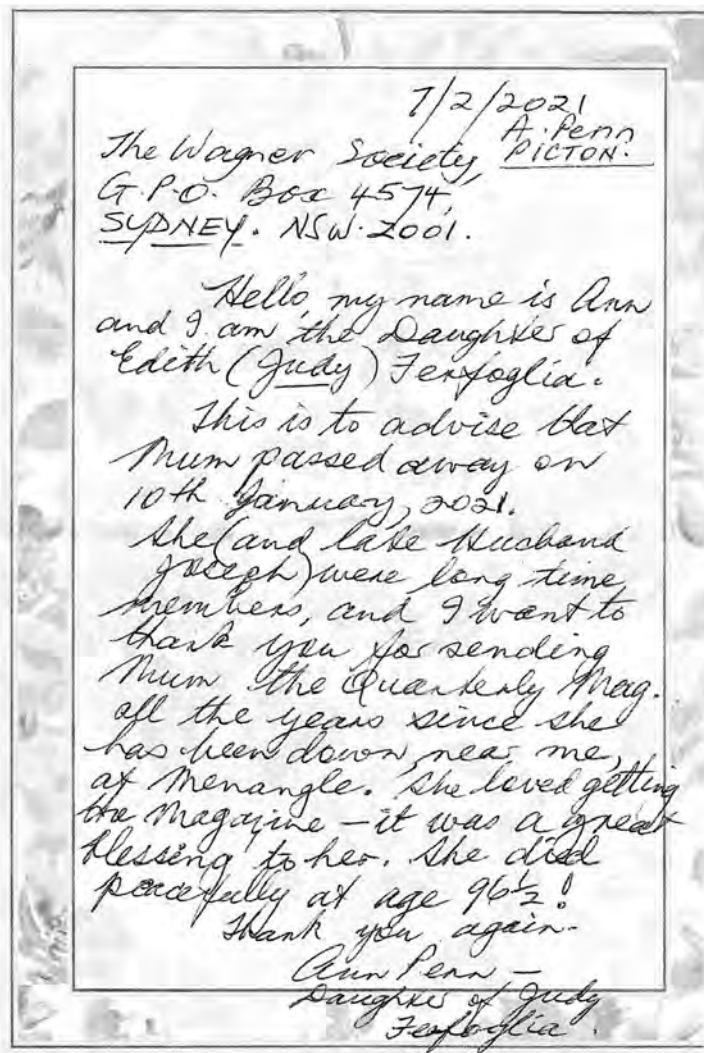 7/2/2021
A. Penn
The Wagner Society, PICTON.
G.P.O. Box 4574,
SYDNEY. NSW. 2001.
Hello, my name is Ann
and I am the Daughter of
Edith (Judy) Ferfoglia.
This is to advise that
Mum passed away on
10th January, 2021.
She (and late Husband
Joseph) were long time
members, and I want to
thank you for sending
Mum the Quarterly Mag.
all the years since she
has been down near me,
at Menangle. She loved getting
the Magazine – it was a great
blessing to her. She died
peacefully at age 96½!
Thank you again.
Ann Penn –
Daughter of Judy
Ferfoglia.